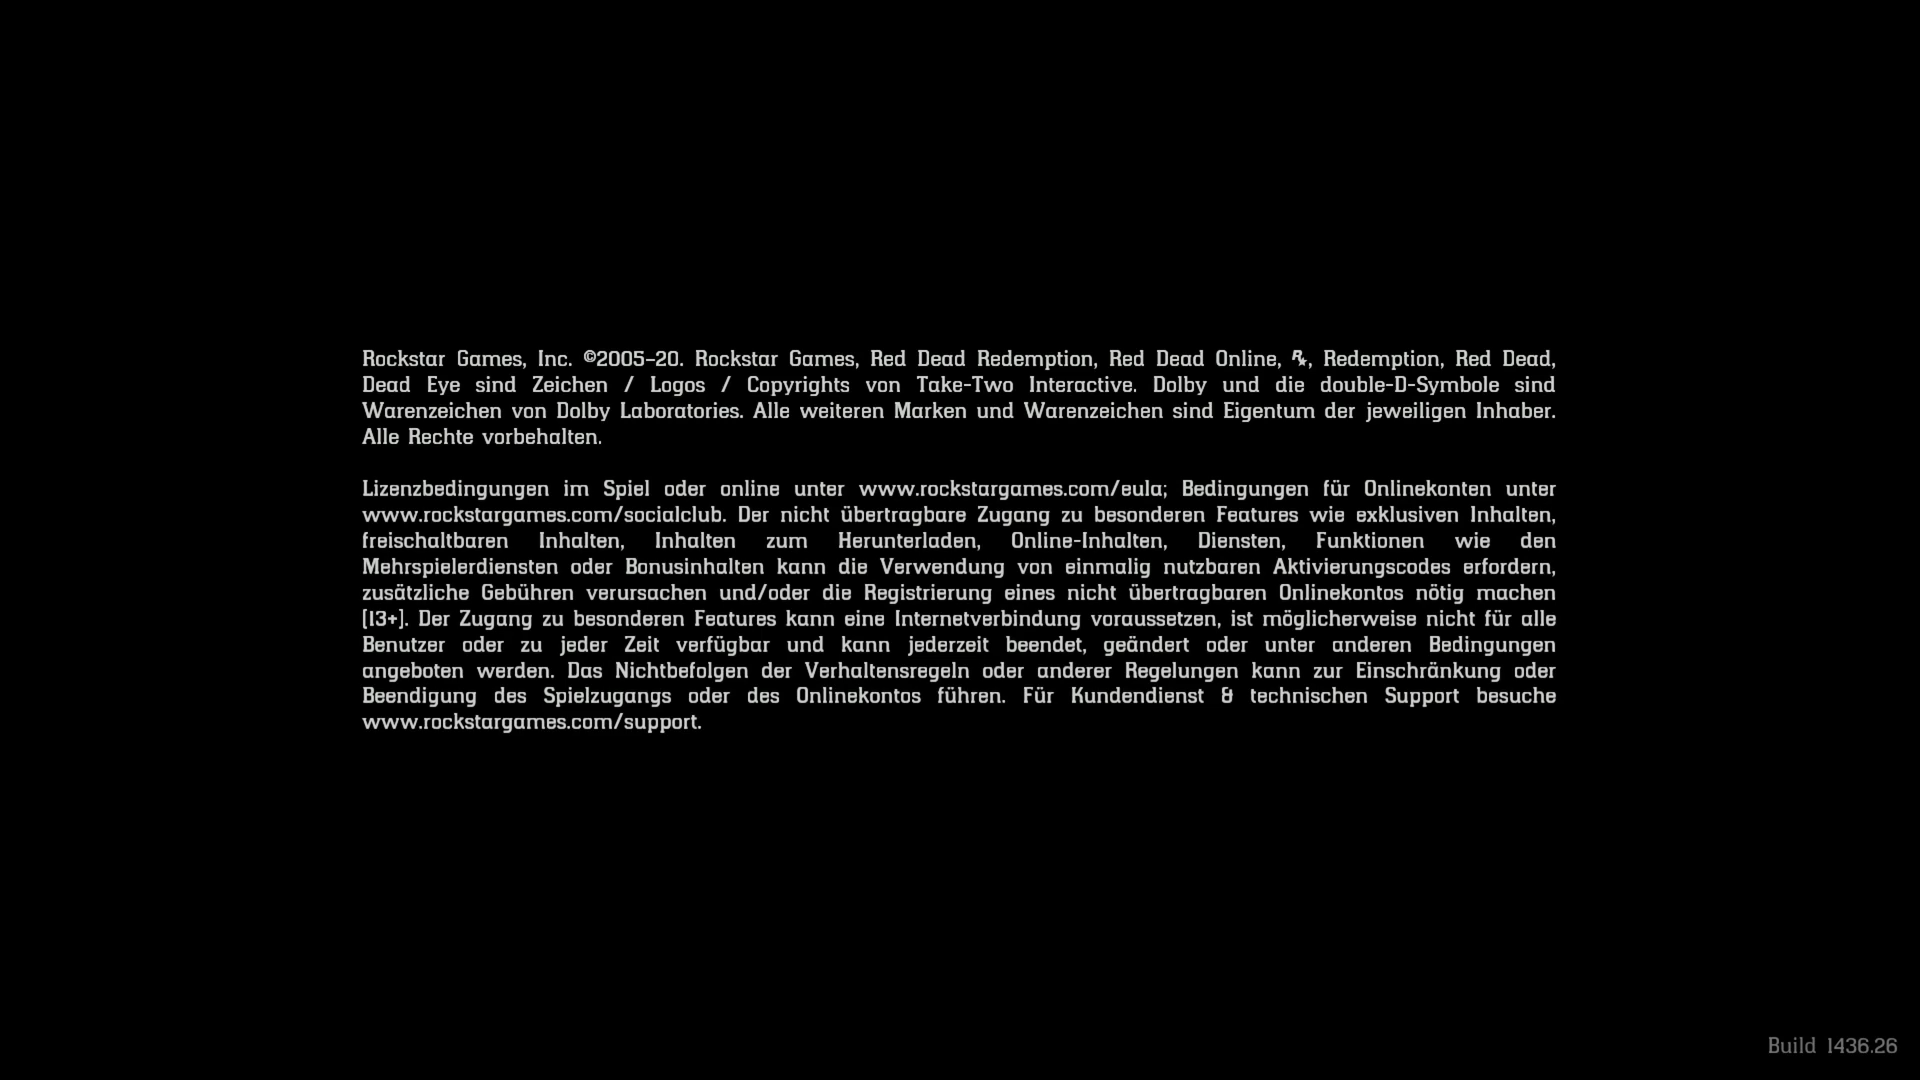 Rockstar Games, Inc. ©2005–20. Rockstar Games, Red Dead Redemption, Red Dead Online, R★, Redemption, Red Dead,
Dead Eye sind Zeichen / Logos / Copyrights von Take-Two Interactive. Dolby und die double-D-Symbole sind
Warenzeichen von Dolby Laboratories. Alle weiteren Marken und Warenzeichen sind Eigentum der jeweiligen Inhaber.
Alle Rechte vorbehalten.
Lizenzbedingungen im Spiel oder online unter www.rockstargames.com/eula; Bedingungen für Onlinekonten unter
www.rockstargames.com/socialclub. Der nicht übertragbare Zugang zu besonderen Features wie exklusiven Inhalten,
freischaltbaren Inhalten, Inhalten zum Herunterladen, Online-Inhalten, Diensten, Funktionen wie den
Mehrspielerdiensten oder Bonusinhalten kann die Verwendung von einmalig nutzbaren Aktivierungscodes erfordern,
zusätzliche Gebühren verursachen und/oder die Registrierung eines nicht übertragbaren Onlinekontos nötig machen
[13+]. Der Zugang zu besonderen Features kann eine Internetverbindung voraussetzen, ist möglicherweise nicht für alle
Benutzer oder zu jeder Zeit verfügbar und kann jederzeit beendet, geändert oder unter anderen Bedingungen
angeboten werden. Das Nichtbefolgen der Verhaltensregeln oder anderer Regelungen kann zur Einschränkung oder
Beendigung des Spielzugangs oder des Onlinekontos führen. Für Kundendienst & technischen Support besuche
www.rockstargames.com/support.
Build 1436.26